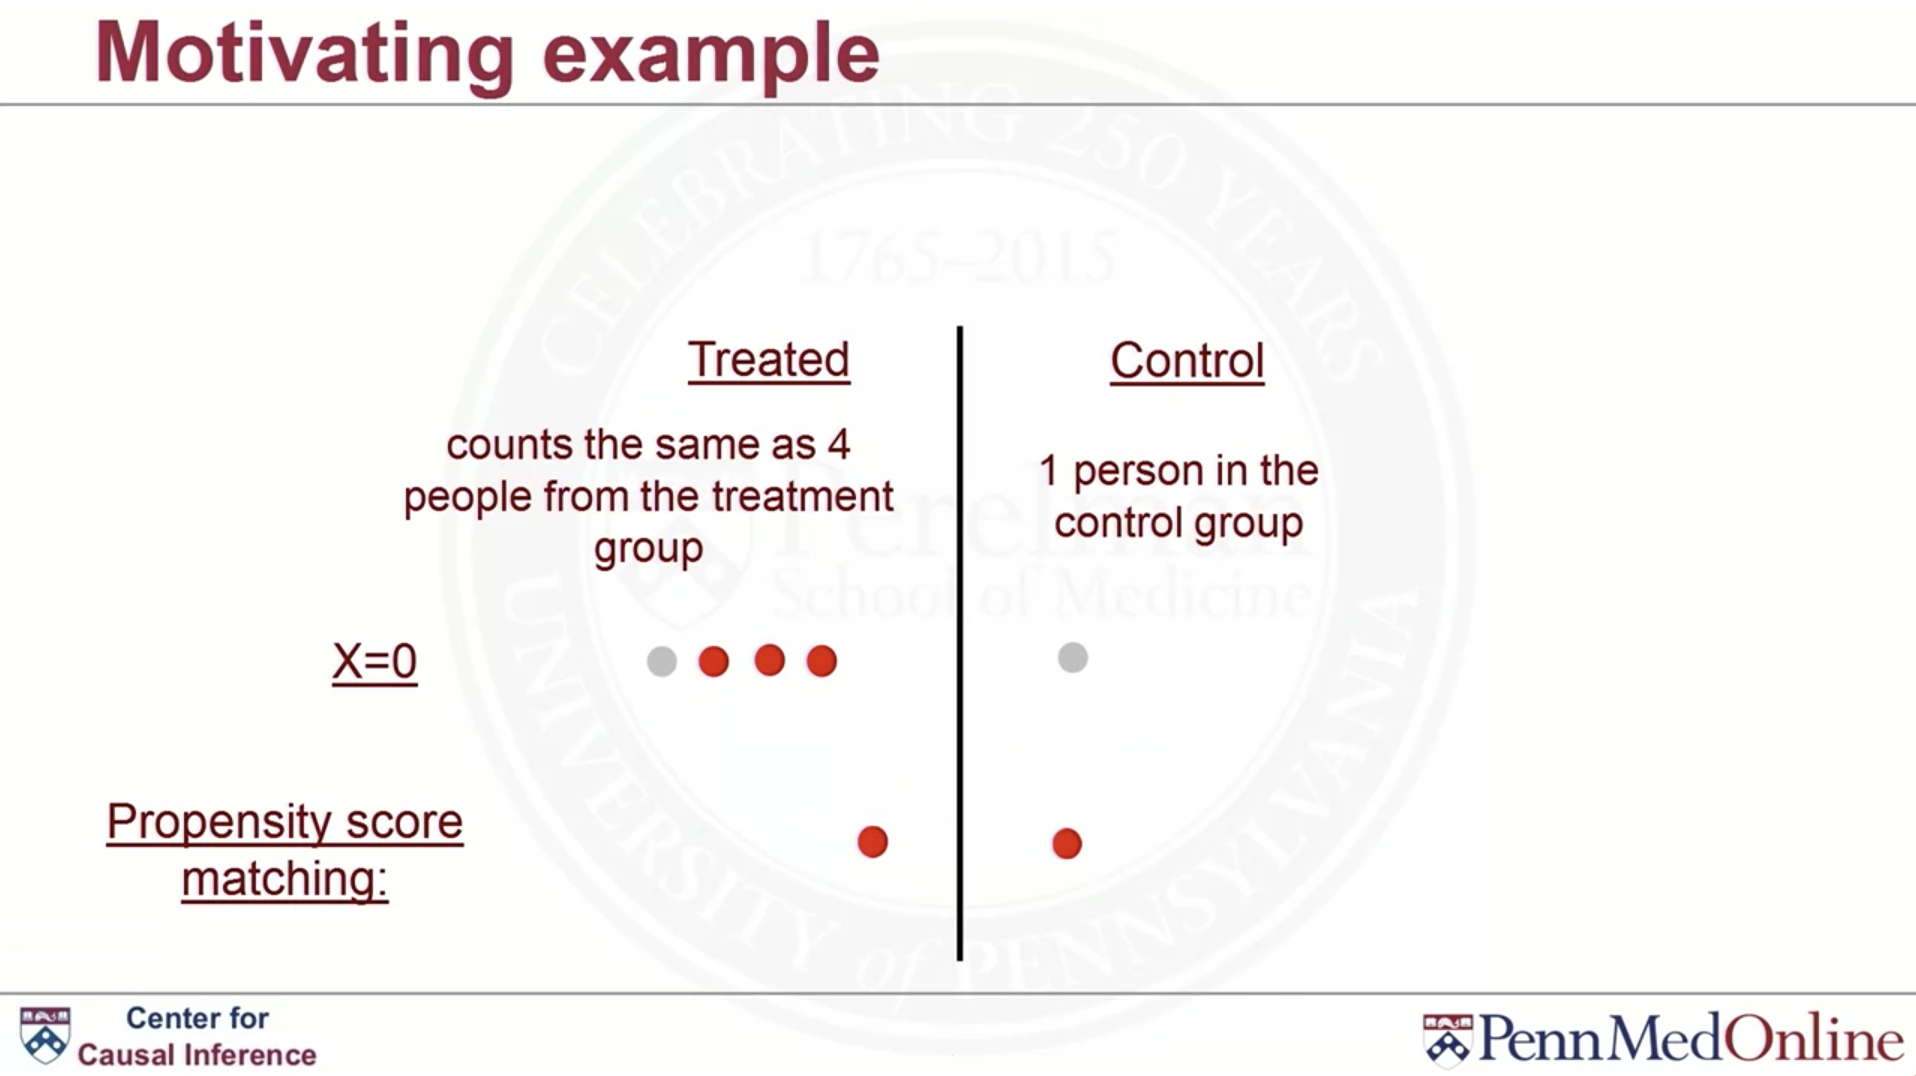 Motivating example
CELEBRATING 250 YEARS
1765–2015
Treated
Control
counts the same as 4
people from the treatment
group
1 person in the
control group
Perelman
School of Medicine
X=0
Propensity score
matching:
UNIVERSITY of PENNSYLVANIA
Center for
Causal Inference
PennMedOnline